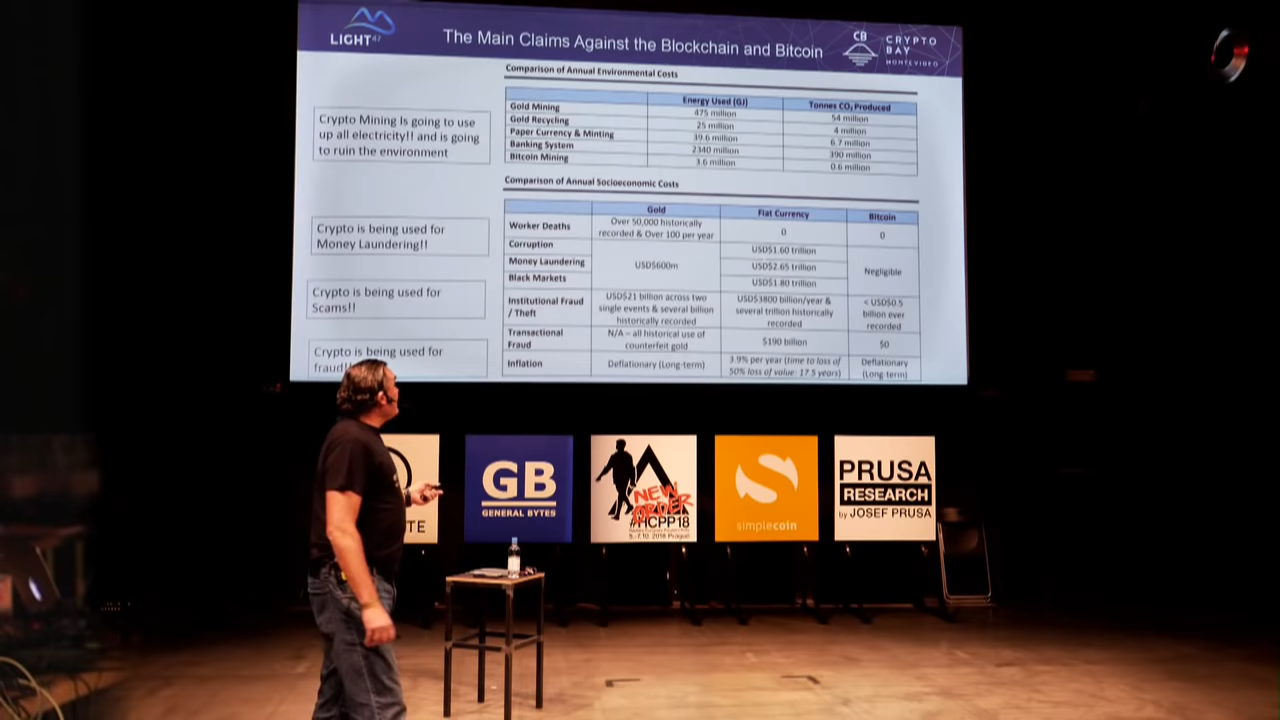 LIGHT47
The Main Claims Against the Blockchain and Bitcoin
CB
CRYPTO
BAY
MONTEVIDEO
Crypto Mining is going to use
up all electricity!! and is going
to ruin the environment
Crypto is being used for
Money Laundering!!
Crypto is being used for
Scams!!
Crypto is being used for
fraud!!
Comparison of Annual Environmental Costs
Energy Used (GJ) Tonnes CO₂ Produced
Gold Mining 475 million 54 million
Gold Recycling 25 million 4 million
Paper Currency & Minting 39.6 million 6.7 million
Banking System 2340 million 390 million
Bitcoin Mining 3.6 million 0.6 million
Comparison of Annual Socioeconomic Costs
Gold Fiat Currency Bitcoin
Worker Deaths Over 50,000 historically
recorded & Over 100 per year 0 0
Corruption USD$1.60 trillion
Money Laundering USD$600m USD$2.65 trillion Negligible
Black Markets USD$1.80 trillion
Institutional Fraud
/ Theft
USD$21 billion across two
single events & several billion
historically recorded
USD$3800 billion/year &
several trillion historically
recorded
< USD$0.5
billion ever
recorded
Transactional
Fraud
N/A – all historical use of
counterfeit gold
$190 billion $0
Inflation Deflationary (Long-term)
3.9% per year (time to loss of
50% loss of value: 17.5 years)
Deflationary
(Long-term)
TE
GB
GENERAL BYTES
NEW
ORDER
#HCPP18
5.-7.10. 2018 Prague
simplecoin
PRUSA
RESEARCH
by JOSEF PRUSA